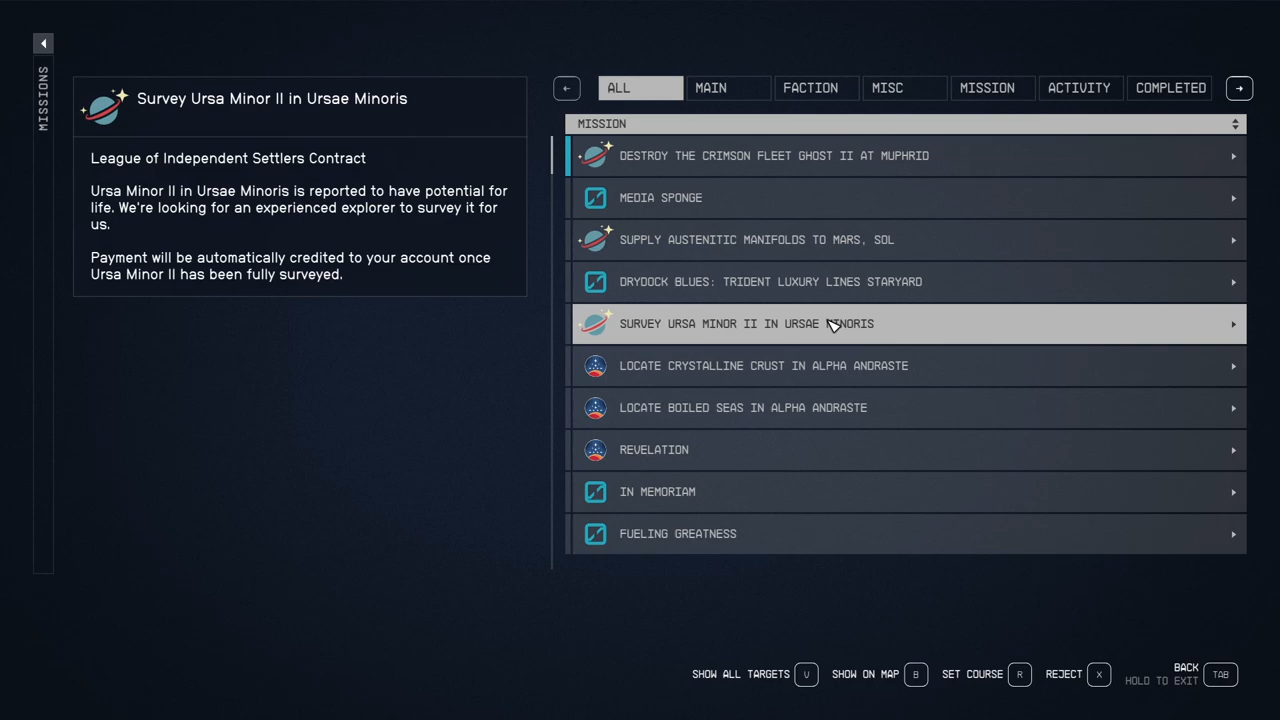 MISSIONS
Survey Ursa Minor II in Ursae Minoris
League of Independent Settlers Contract
Ursa Minor II in Ursae Minoris is reported to have potential for
life. We're looking for an experienced explorer to survey it for
us.
Payment will be automatically credited to your account once
Ursa Minor II has been fully surveyed.
ALL MAIN FACTION MISC MISSION ACTIVITY COMPLETED
MISSION
DESTROY THE CRIMSON FLEET GHOST II AT MUPHRID
MEDIA SPONGE
SUPPLY AUSTENITIC MANIFOLDS TO MARS, SOL
DRYDOCK BLUES: TRIDENT LUXURY LINES STARYARD
SURVEY URSA MINOR II IN URSAE MINORIS
LOCATE CRYSTALLINE CRUST IN ALPHA ANDRASTE
LOCATE BOILED SEAS IN ALPHA ANDRASTE
REVELATION
IN MEMORIAM
FUELING GREATNESS
SHOW ALL TARGETS V SHOW ON MAP B SET COURSE R REJECT X BACK TAB
HOLD TO EXIT